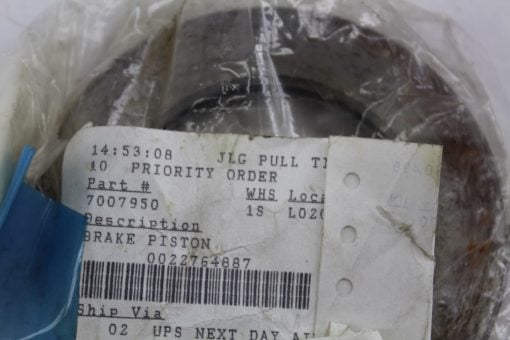 14:53:08 JLG PULL TI
10 PRIORITY ORDER
Part # WHS Loca
7007950 1S L020
Description
BRAKE PISTON
0022764887
Ship Via
02 UPS NEXT DAY AI